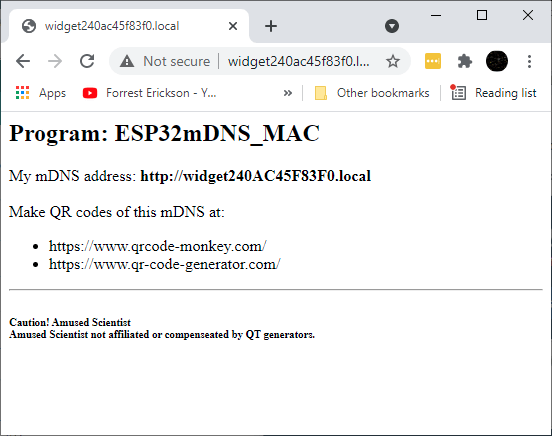 widget240ac45f83f0.local
Not secure | widget240ac45f83f0.l...
Apps Forrest Erickson - Y... » Other bookmarks Reading list
Program: ESP32mDNS_MAC
My mDNS address: http://widget240AC45F83F0.local
Make QR codes of this mDNS at:
• https://www.qrcode-monkey.com/
• https://www.qr-code-generator.com/
Caution! Amused Scientist
Amused Scientist not affiliated or compenseated by QT generators.